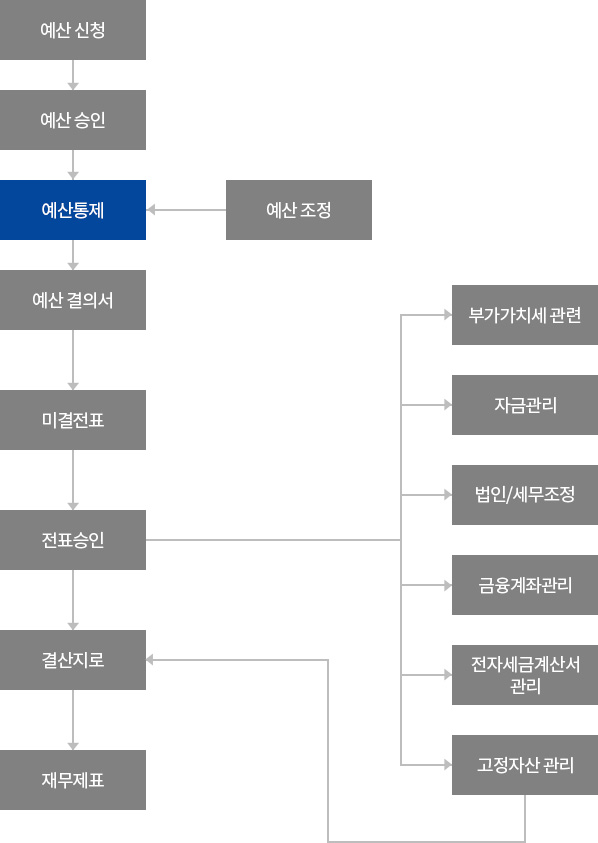 예산 신청
예산 승인
예산통제
예산 조정
예산 결의서
부가가치세 관련
미결전표
자금관리
법인/세무조정
전표승인
금융계좌관리
결산지로
전자세금계산서
관리
재무제표
고정자산 관리